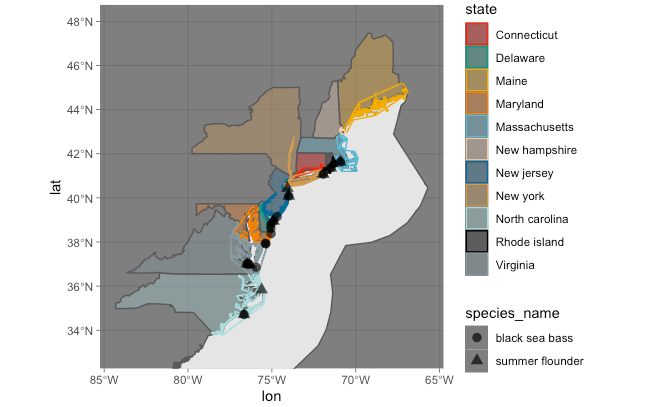 state
Connecticut
Delaware
Maine
Maryland
Massachusetts
New hampshire
New jersey
New york
North carolina
Rhode island
Virginia
species_name
black sea bass
summer flounder
lat
48°N
46°N
44°N
42°N
40°N
38°N
36°N
34°N
85°W
80°W
75°W
70°W
65°W
lon